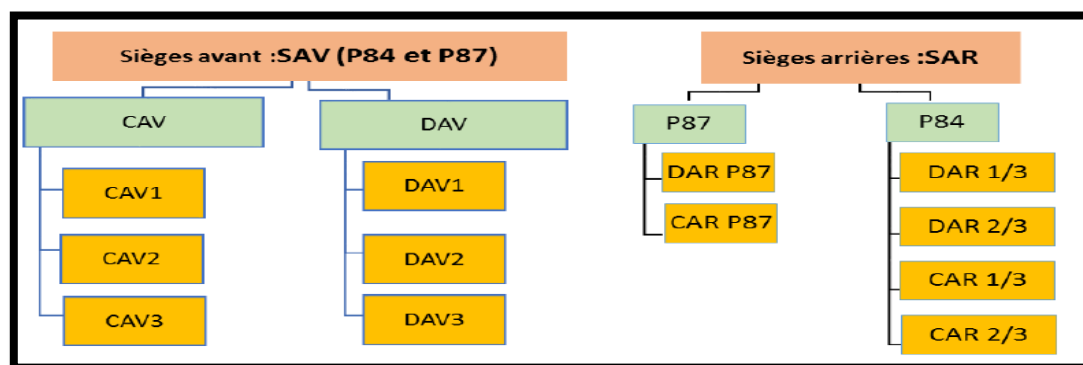 Sièges avant :SAV (P84 et P87)
CAV
CAV1
CAV2
CAV3
DAV
DAV1
DAV2
DAV3
Sièges arrières :SAR
P87
DAR P87
CAR P87
P84
DAR 1/3
DAR 2/3
CAR 1/3
CAR 2/3